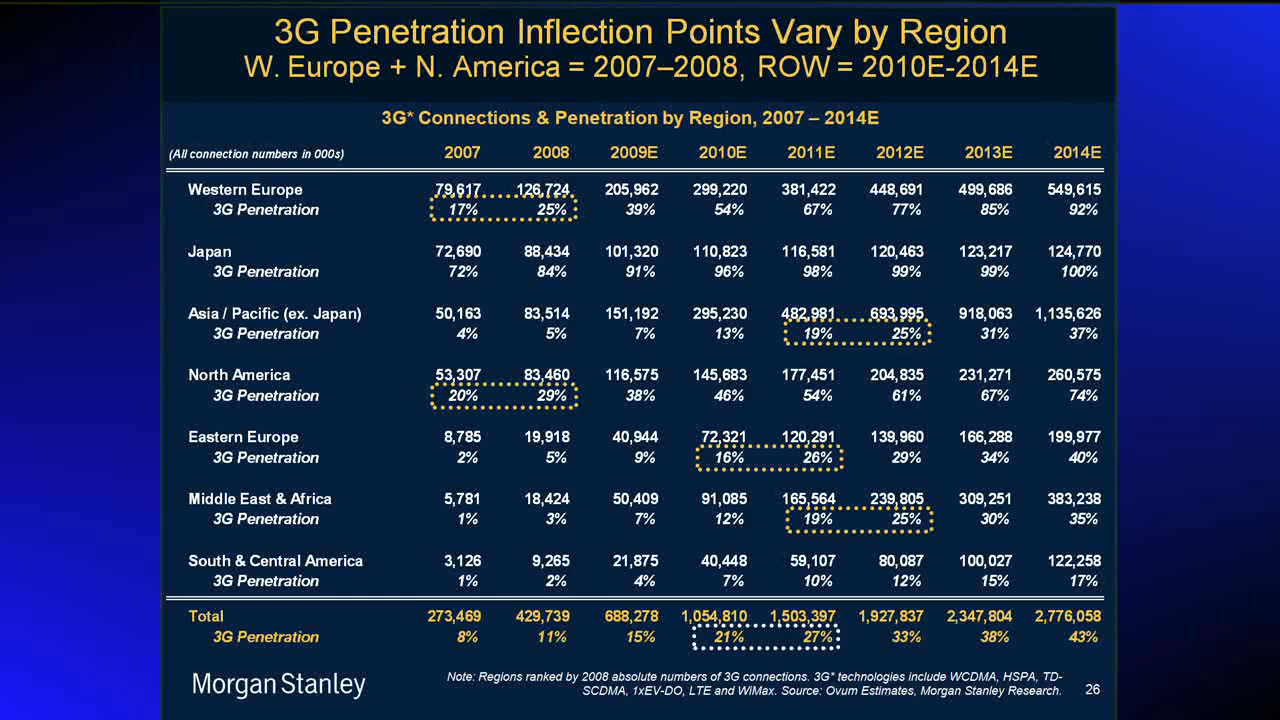 3G Penetration Inflection Points Vary by Region
W. Europe + N. America = 2007–2008, ROW = 2010E-2014E
3G* Connections & Penetration by Region, 2007 – 2014E
(All connection numbers in 000s) 2007 2008 2009E 2010E 2011E 2012E 2013E 2014E
Western Europe 79,617 126,724 205,962 299,220 381,422 448,691 499,686 549,615
3G Penetration 17% 25% 39% 54% 67% 77% 85% 92%
Japan 72,690 88,434 101,320 110,823 116,581 120,463 123,217 124,770
3G Penetration 72% 84% 91% 96% 98% 99% 99% 100%
Asia / Pacific (ex. Japan) 50,163 83,514 151,192 295,230 482,981 693,995 918,063 1,135,626
3G Penetration 4% 5% 7% 13% 19% 25% 31% 37%
North America 53,307 83,460 116,575 145,683 177,451 204,835 231,271 260,575
3G Penetration 20% 29% 38% 46% 54% 61% 67% 74%
Eastern Europe 8,785 19,918 40,944 72,321 120,291 139,960 166,288 199,977
3G Penetration 2% 5% 9% 16% 26% 29% 34% 40%
Middle East & Africa 5,781 18,424 50,409 91,085 165,564 239,805 309,251 383,238
3G Penetration 1% 3% 7% 12% 19% 25% 30% 35%
South & Central America 3,126 9,265 21,875 40,448 59,107 80,087 100,027 122,258
3G Penetration 1% 2% 4% 7% 10% 12% 15% 17%
Total 273,469 429,739 688,278 1,054,810 1,503,397 1,927,837 2,347,804 2,776,058
3G Penetration 8% 11% 15% 21% 27% 33% 38% 43%
Morgan Stanley
Note: Regions ranked by 2008 absolute numbers of 3G connections. 3G* technologies include WCDMA, HSPA, TD-
SCDMA, 1xEV-DO, LTE and WiMax. Source: Ovum Estimates, Morgan Stanley Research.
26